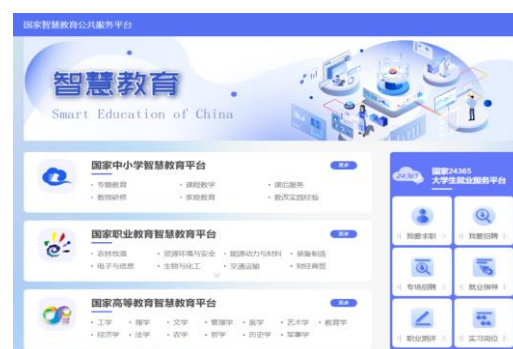 国家智慧教育公共服务平台
智慧教育
Smart Education of China
国家中小学智慧教育平台
更多
· 专题教育 · 课程教学 · 课后服务
· 教师研修 · 家庭教育 · 教改实践经验
国家职业教育智慧教育平台
更多
· 农林牧渔 · 资源环境与安全 · 能源动力与材料 · 装备制造
· 电子与信息 · 生物与化工 · 交通运输 · 财经商贸
国家高等教育智慧教育平台
更多
· 工学 · 理学 · 文学 · 管理学 · 医学 · 艺术学 · 教育学
· 经济学 · 法学 · 农学 · 哲学 · 历史学 · 军事学
24365
国家24365
大学生就业服务平台
我要求职
我要招聘
专场招聘
就业指导
职业测评
实习岗位